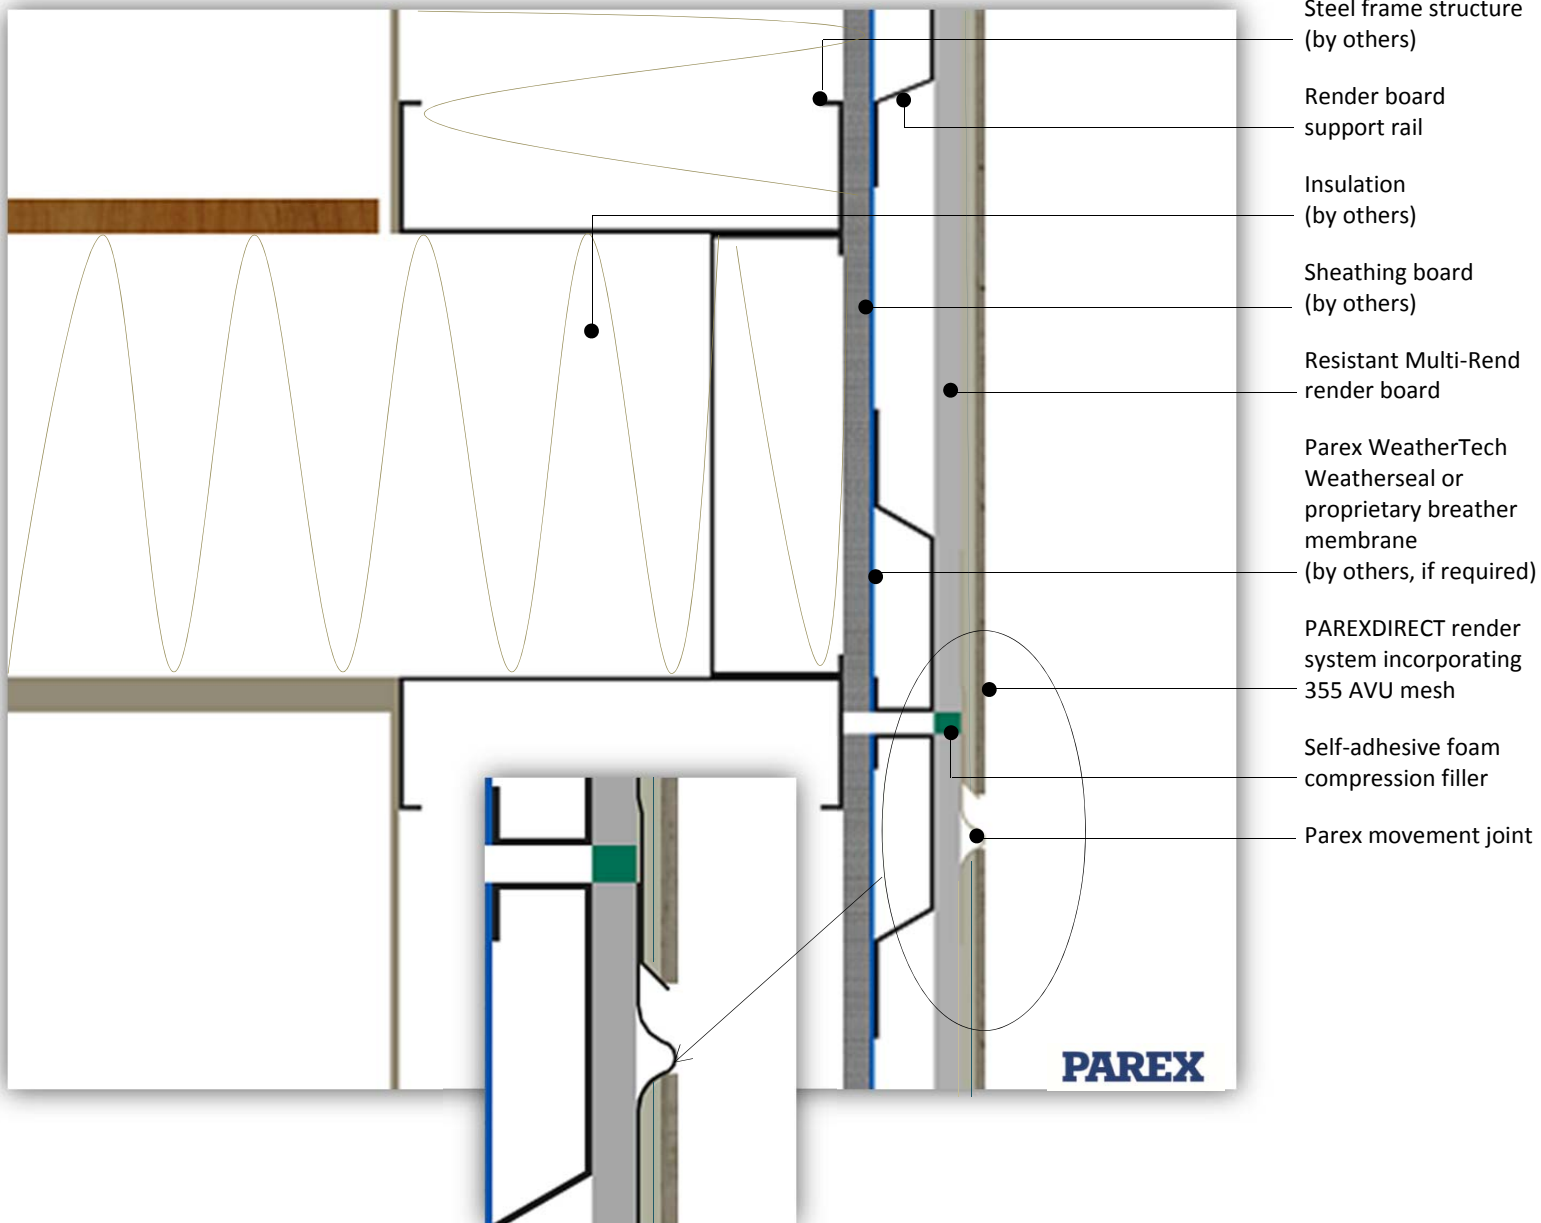 Steel frame structure
(by others)
Render board
support rail
Insulation
(by others)
Sheathing board
(by others)
Resistant Multi-Rend
render board
Parex WeatherTech
Weatherseal or
proprietary breather
membrane
(by others, if required)
PAREXDIRECT render
system incorporating
355 AVU mesh
Self-adhesive foam
compression filler
Parex movement joint
PAREX